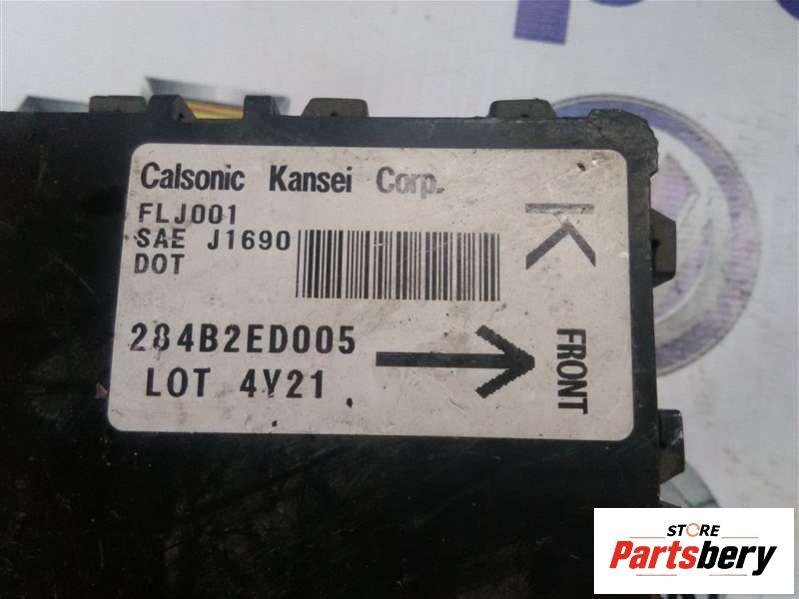 Calsonic Kansei Corp.
FLJ001
SAE J1690
DOT
K
284B2ED005
FRONT
LOT 4Y21
STORE
Partsbery